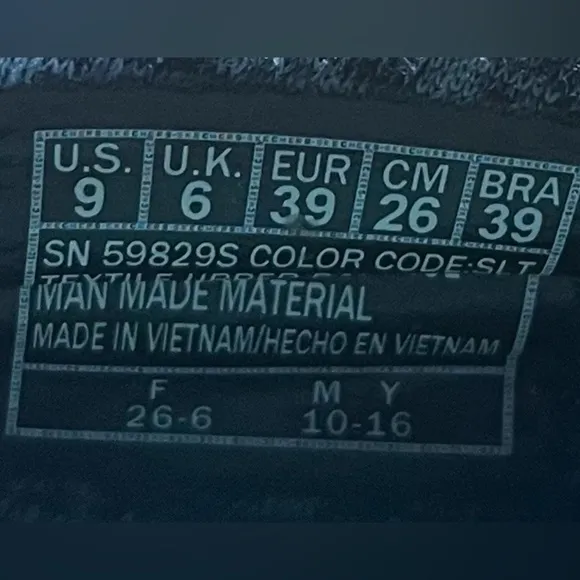 U.S. U.K. EUR CM BRA
9 6 39 26 39
SN 59829S COLOR CODE:SLT
MAN MADE MATERIAL
MADE IN VIETNAM/HECHO EN VIETNAM
F M Y
26-6 10-16